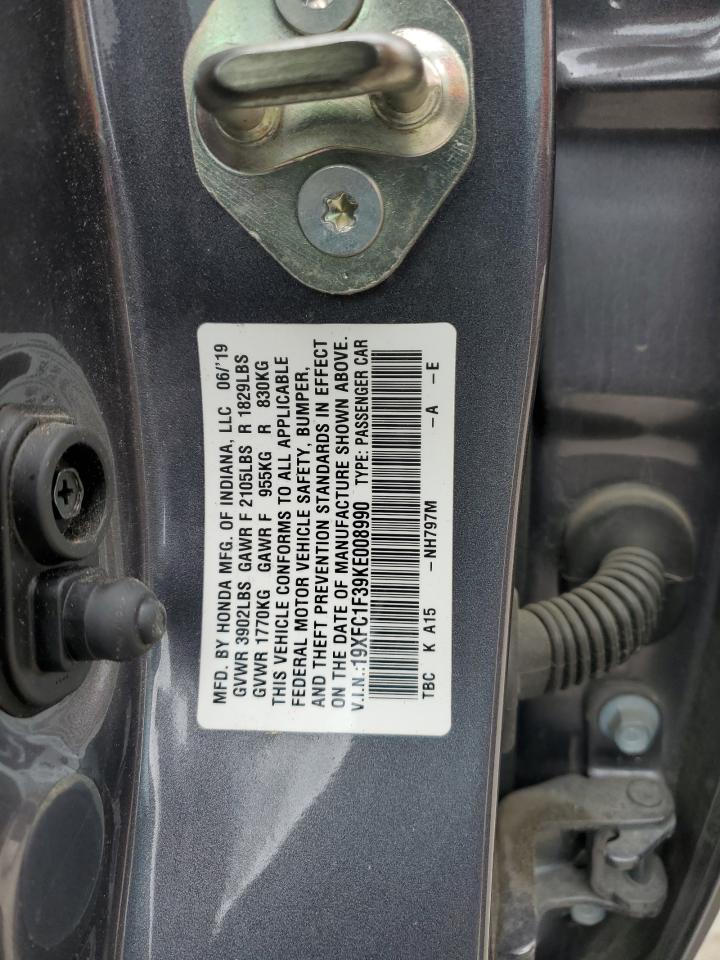 MFD. BY HONDA MFG. OF INDIANA, LLC 06/'19
GVWR 3902LBS GAWR F 2105LBS R 1829LBS
GVWR 1770KG GAWR F 955KG R 830KG
THIS VEHICLE CONFORMS TO ALL APPLICABLE
FEDERAL MOTOR VEHICLE SAFETY, BUMPER,
AND THEFT PREVENTION STANDARDS IN EFFECT
ON THE DATE OF MANUFACTURE SHOWN ABOVE.
V.I.N.:19XFC1F39KE008990 TYPE: PASSENGER CAR
TBC K A15 -NH797M -A -E